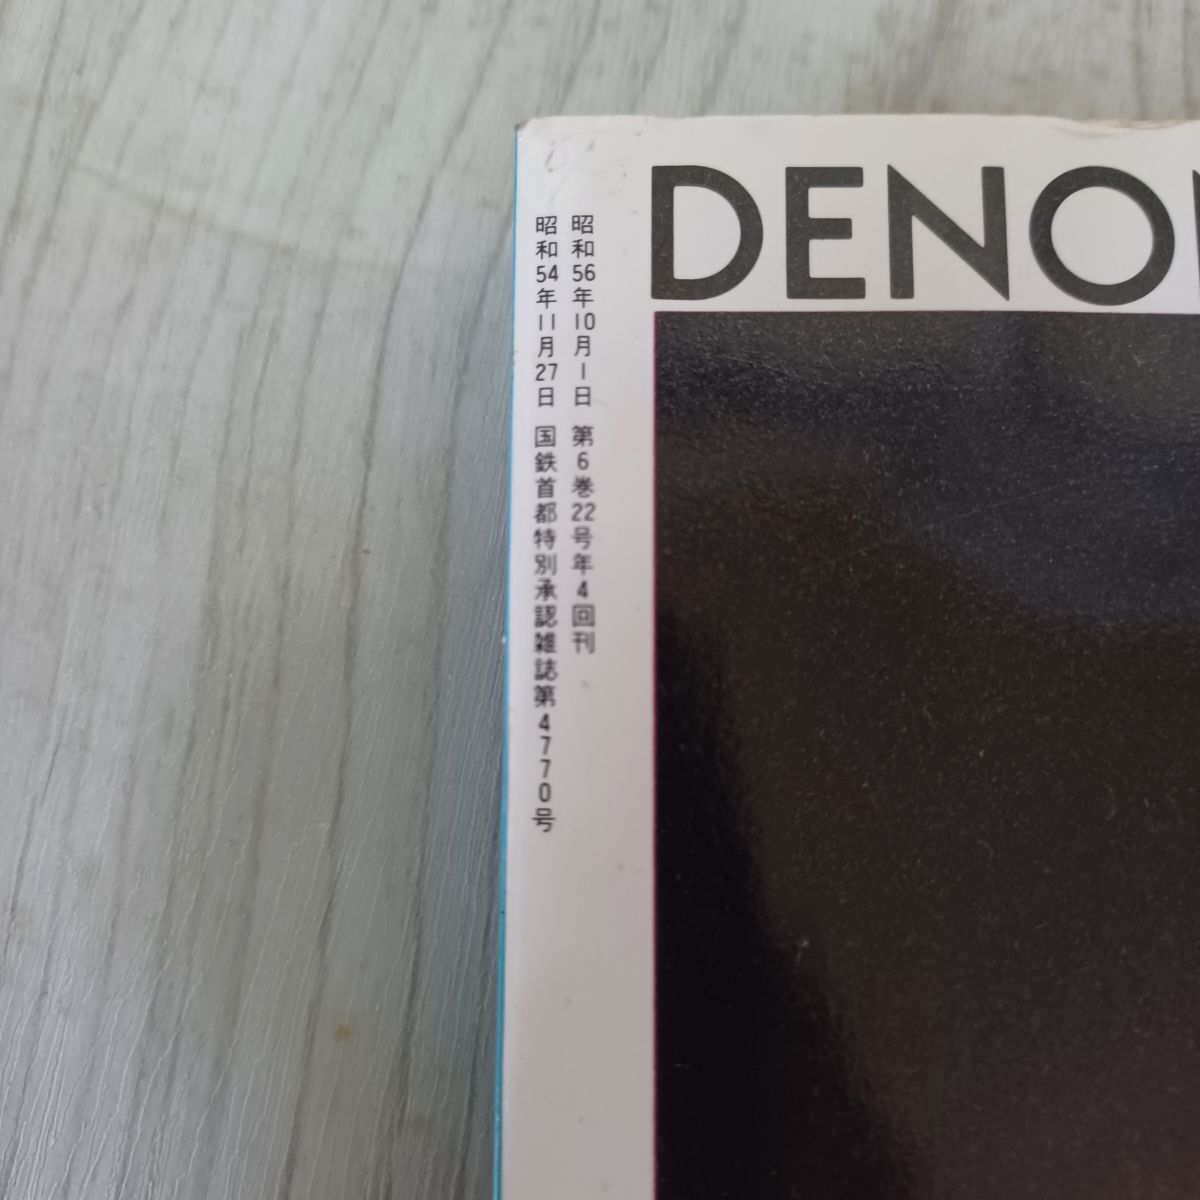 DENO
昭和56年10月1日 第6巻22号年4回刊
昭和54年11月27日 国鉄首都特別承認雑誌第4770号